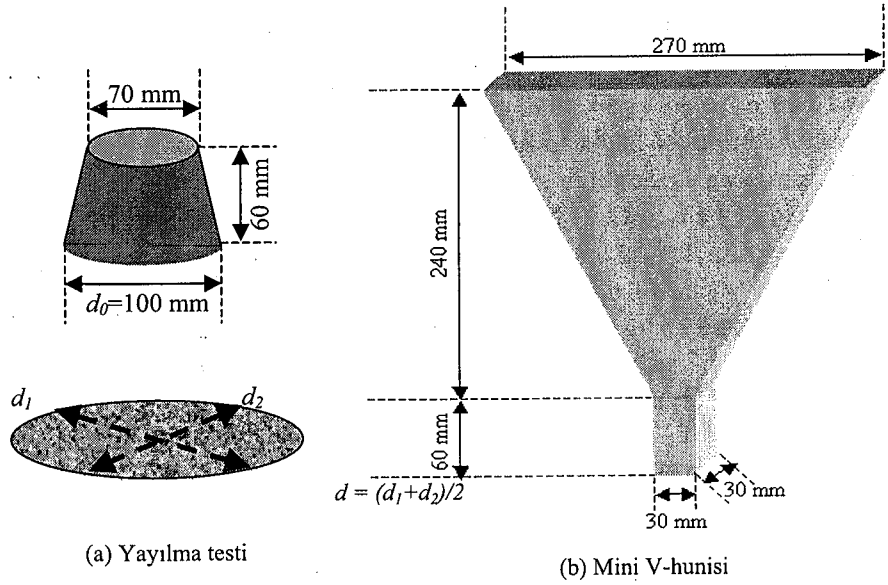 70 mm
60 mm
d₀=100 mm
d₁
d₂
(a) Yayılma testi
270 mm
240 mm
60 mm
d = (d₁+d₂)/2
30 mm
30 mm
(b) Mini V-hunisi